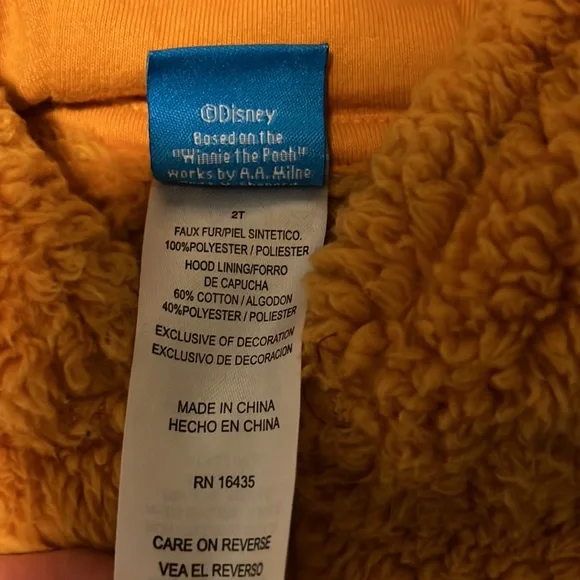 ©Disney
Based on the
"Winnie the Pooh"
works by A.A. Milne
2T
FAUX FUR/PIEL SINTETICO.
100%POLYESTER / POLIESTER
HOOD LINING/FORRO
DE CAPUCHA
60% COTTON / ALGODON
40%POLYESTER / POLIESTER
EXCLUSIVE OF DECORATION
EXCLUSIVO DE DECORACION
MADE IN CHINA
HECHO EN CHINA
RN 16435
CARE ON REVERSE
VEA EL REVERSO